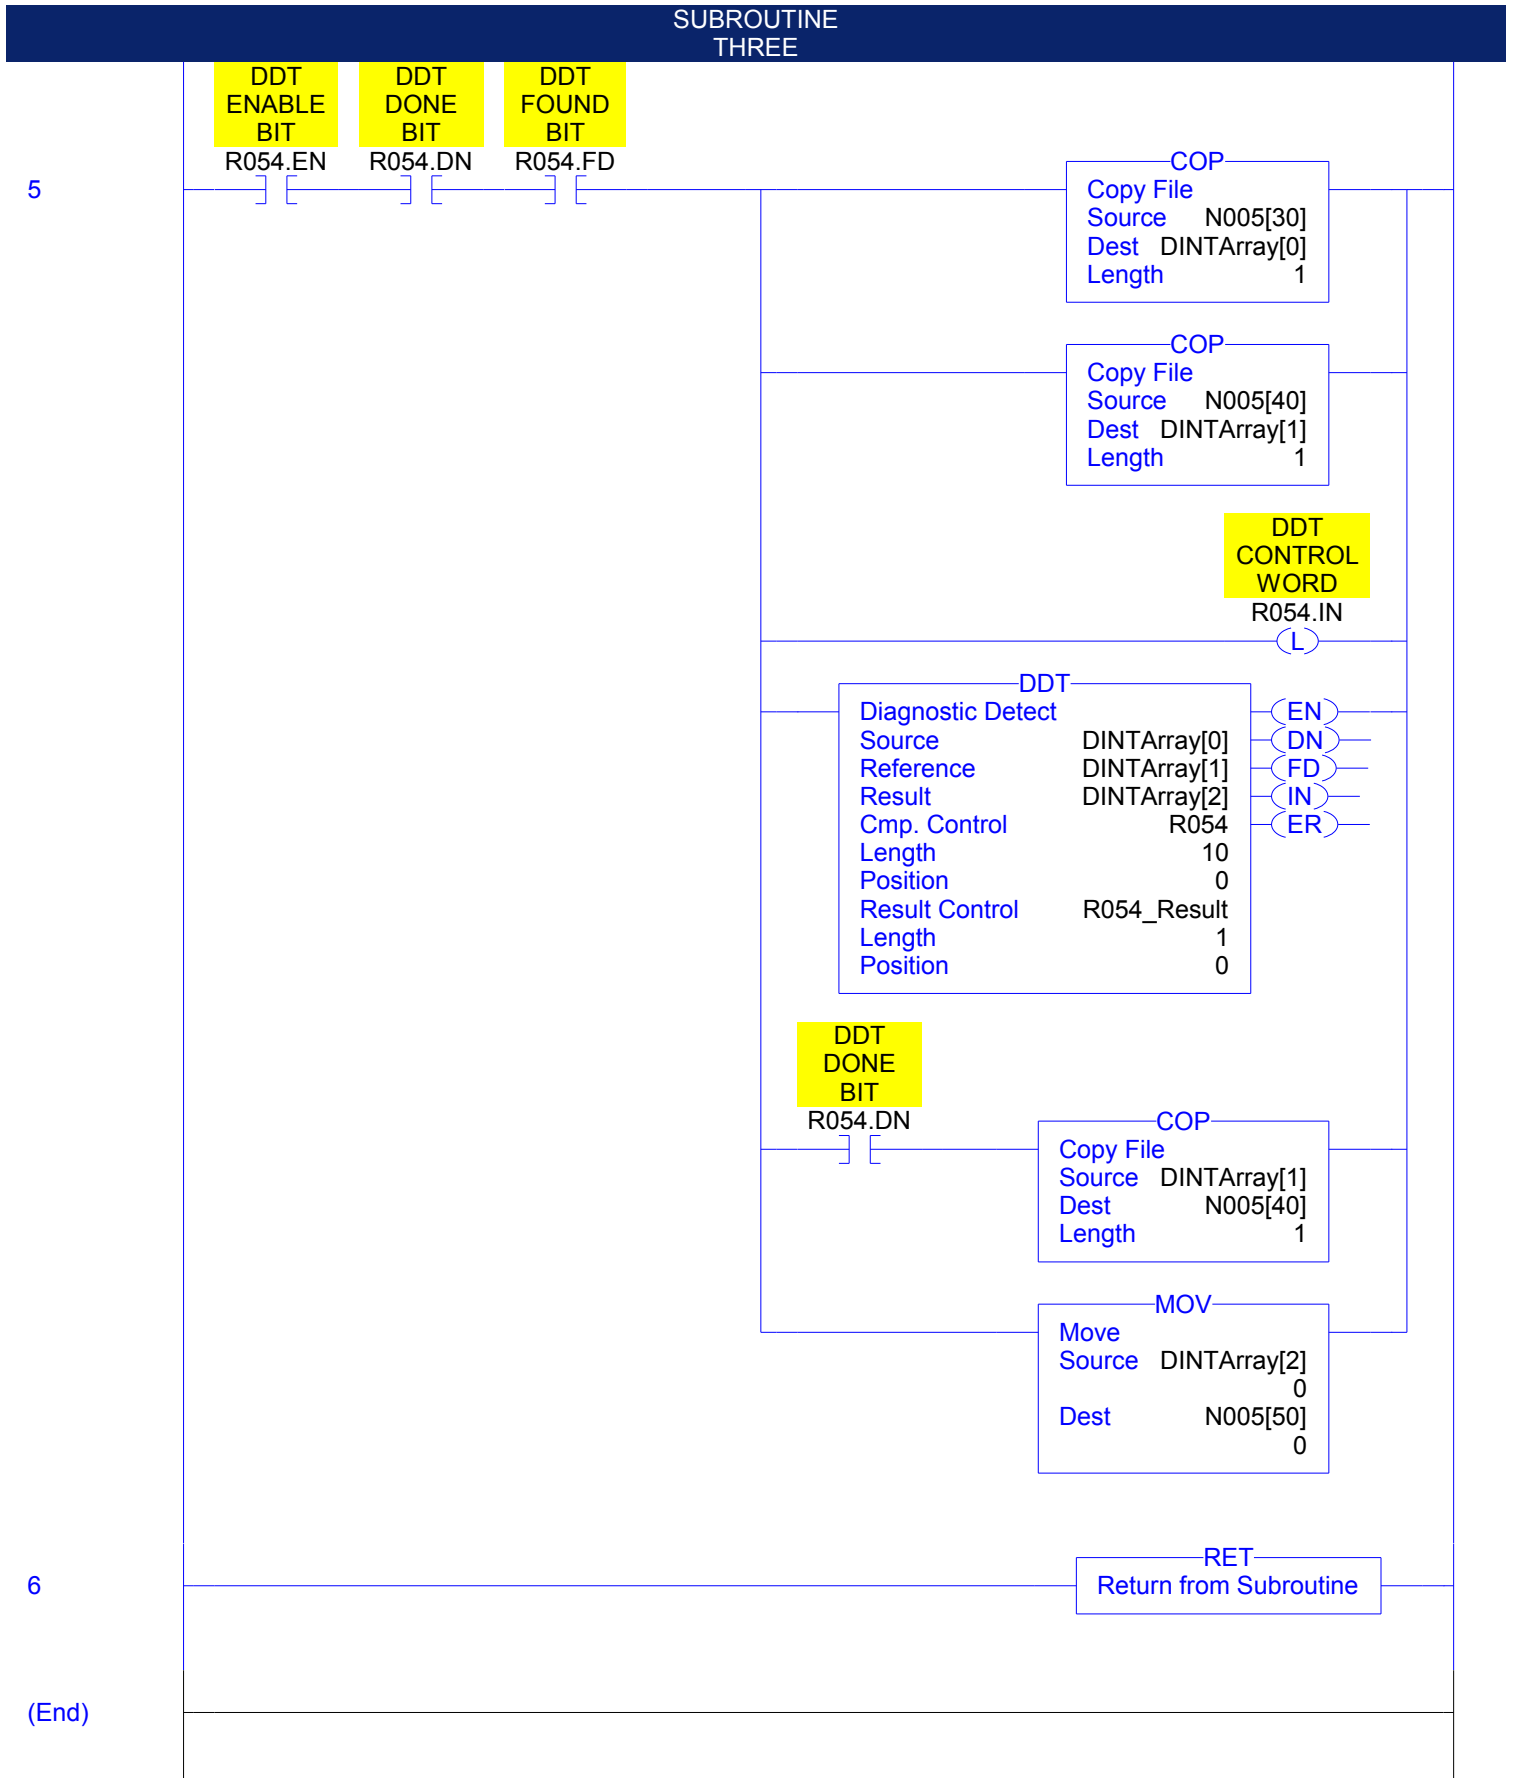 SUBROUTINE
THREE
DDT
ENABLE
BIT
R054.EN
DDT
DONE
BIT
R054.DN
DDT
FOUND
BIT
R054.FD
5
COP
Copy File
Source N005[30]
Dest DINTArray[0]
Length 1
COP
Copy File
Source N005[40]
Dest DINTArray[1]
Length 1
DDT
CONTROL
WORD
R054.IN
L
DDT
Diagnostic Detect
Source DINTArray[0]
Reference DINTArray[1]
Result DINTArray[2]
Cmp. Control R054
Length 10
Position 0
Result Control R054_Result
Length 1
Position 0
EN
DN
FD
IN
ER
DDT
DONE
BIT
R054.DN
COP
Copy File
Source DINTArray[1]
Dest N005[40]
Length 1
MOV
Move
Source DINTArray[2]
0
Dest N005[50]
0
6
RET
Return from Subroutine
(End)